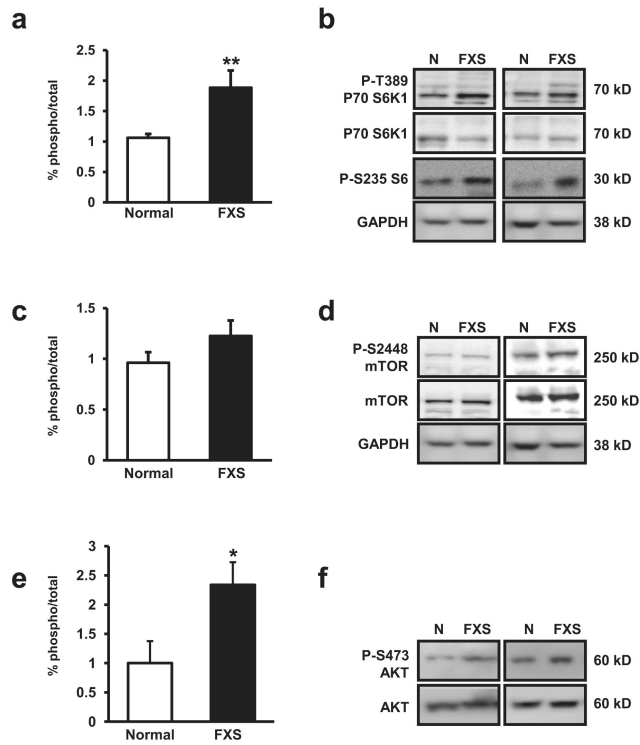 a
% phospho/total
2.5
2
1.5
1
0.5
0
**
Normal FXS
b
N FXS N FXS
P-T389
P70 S6K1
70 kD
P70 S6K1 70 kD
P-S235 S6 30 kD
GAPDH 38 kD
c
% phospho/total
1.5
1
0.5
0
Normal FXS
d
N FXS N FXS
P-S2448
mTOR
250 kD
mTOR 250 kD
GAPDH 38 kD
e
% phospho/total
3
2.5
2
1.5
1
0.5
0
*
Normal FXS
f
N FXS N FXS
P-S473
AKT
60 kD
AKT 60 kD